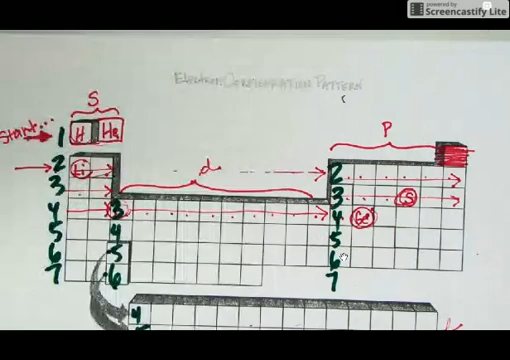 powered by
Screencastify Lite
ELECTRON CONFIGURATION PATTERN
S
Start...
1 H He
P
2 Li
d
2
3
3
4
3
4
5
4
5
6
5
6
7
6
7
Ge
4